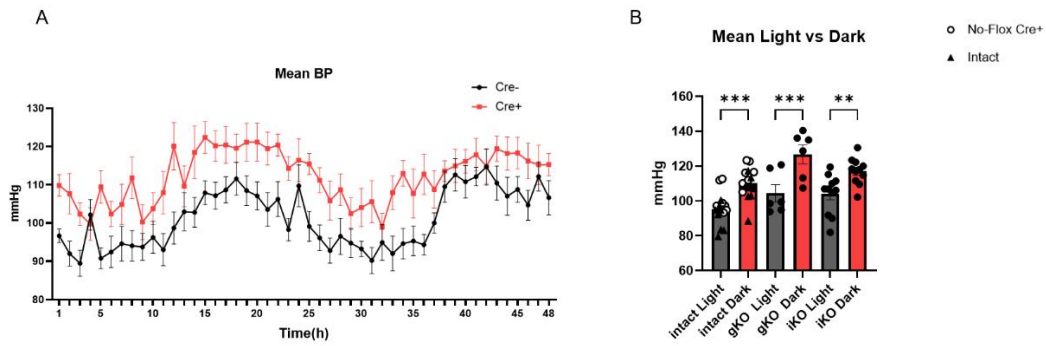 A
Mean BP
Cre-
Cre+
mmHg
130
120
110
100
90
80
1 5 10 15 20 25 30 35 40 45 48
Time(h)
B
Mean Light vs Dark
No-Flox Cre+
Intact
*** *** **
mmHg
160
140
120
100
80
60
intact Light
intact Dark
gKO Light
gKO Dark
iKO Light
iKO Dark